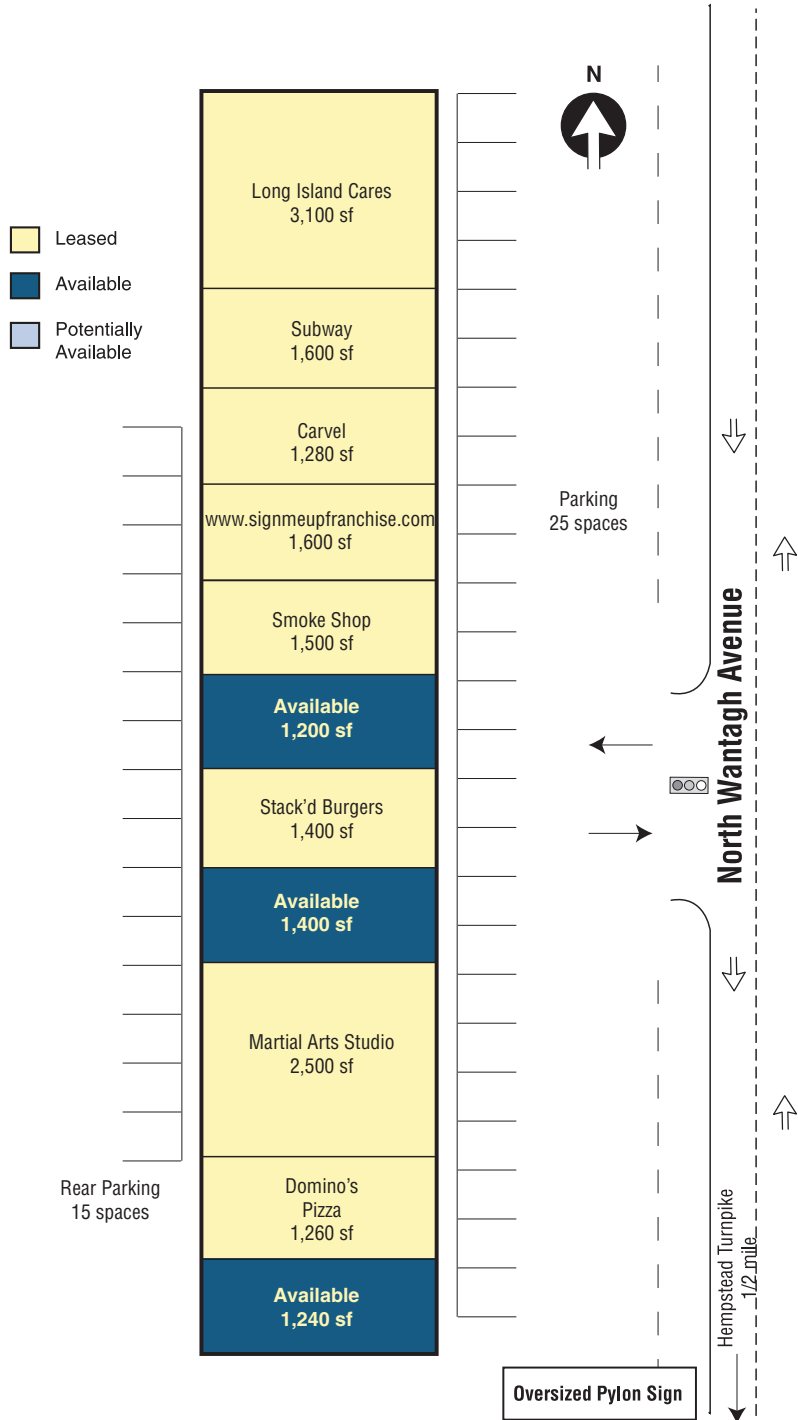 N
Long Island Cares
3,100 sf
Leased
Available
Potentially
Available
Subway
1,600 sf
Carvel
1,280 sf
www.signmeupfranchise.com
1,600 sf
Parking
25 spaces
Smoke Shop
1,500 sf
Available
1,200 sf
North Wantagh Avenue
Stack'd Burgers
1,400 sf
Available
1,400 sf
Martial Arts Studio
2,500 sf
Rear Parking
15 spaces
Domino's
Pizza
1,260 sf
Available
1,240 sf
Hempstead Turnpike
1/2 mile
Oversized Pylon Sign